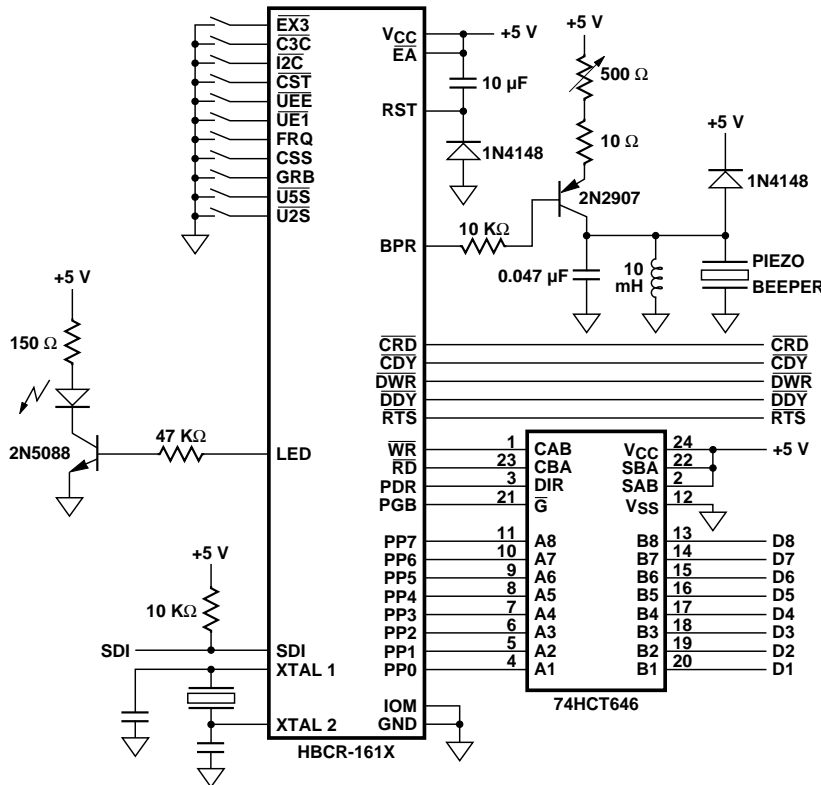 EX3
C3C
I2C
CST
UEE
UE1
FRQ
CSS
GRB
U5S
U2S
VCC
EA
+5 V
10 µF
RST
1N4148
+5 V
500 Ω
10 Ω
2N2907
+5 V
1N4148
BPR
10 KΩ
0.047 µF
10
mH
PIEZO
BEEPER
+5 V
150 Ω
2N5088
47 KΩ
LED
CRD CRD
CDY CDY
DWR DWR
DDY DDY
RTS RTS
WR 1 CAB VCC 24 +5 V
RD 23 CBA SBA 22
PDR 3 DIR SAB 2
PGB 21 G VSS 12
PP7 11 A8 B8 13 D8
PP6 10 A7 B7 14 D7
PP5 9 A6 B6 15 D6
PP4 8 A5 B5 16 D5
PP3 7 A4 B4 17 D4
PP2 6 A3 B3 18 D3
PP1 5 A2 B2 19 D2
PP0 4 A1 B1 20 D1
74HCT646
+5 V
10 KΩ
SDI SDI
XTAL 1
XTAL 2
IOM
GND
HBCR-161X